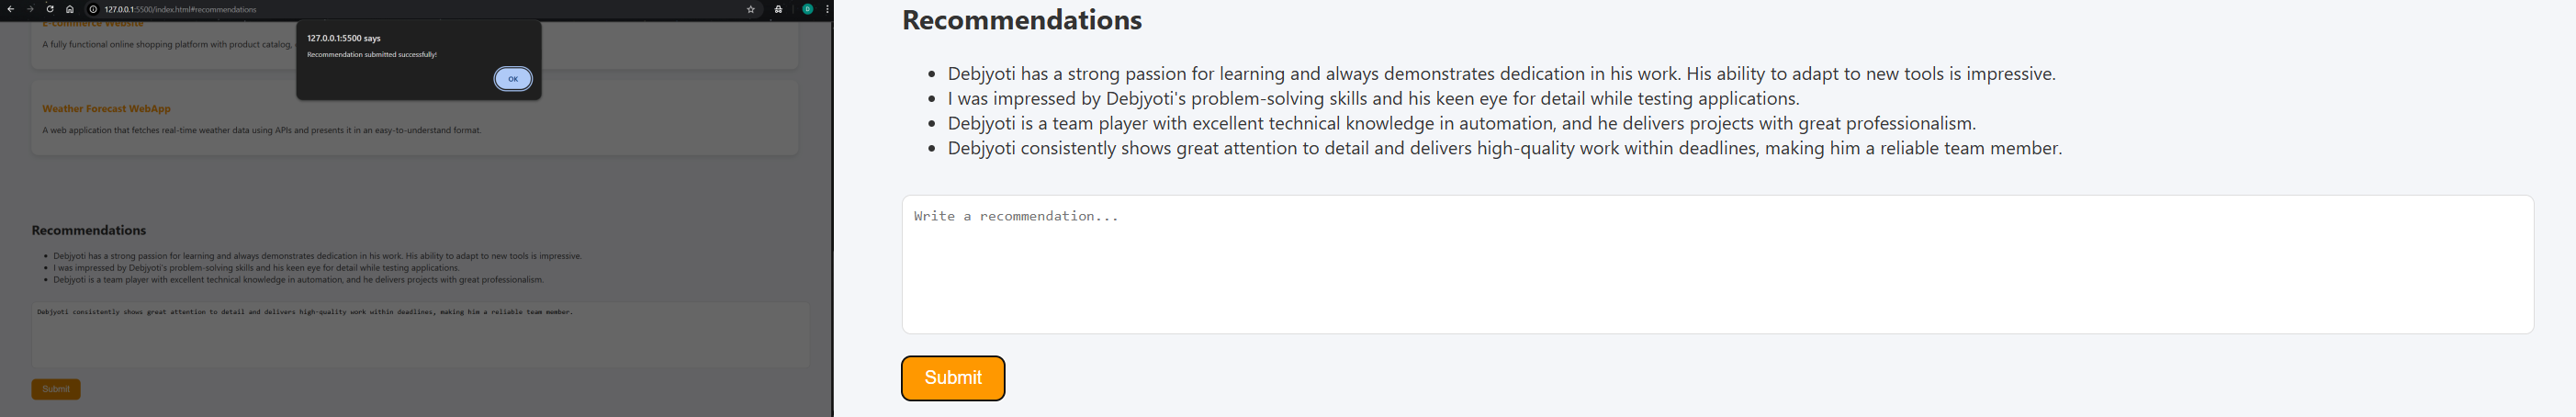 127.0.0.1:5500/index.html#recommendations
D
E-commerce Website
A fully functional online shopping platform with product catalog,
127.0.0.1:5500 says
Recommendation submitted successfully!
OK
Weather Forecast WebApp
A web application that fetches real-time weather data using APIs and presents it in an easy-to-understand format.
Recommendations
• Debjyoti has a strong passion for learning and always demonstrates dedication in his work. His ability to adapt to new tools is impressive.
• I was impressed by Debjyoti's problem-solving skills and his keen eye for detail while testing applications.
• Debjyoti is a team player with excellent technical knowledge in automation, and he delivers projects with great professionalism.
Debjyoti consistently shows great attention to detail and delivers high-quality work within deadlines, making him a reliable team member.
Submit
Recommendations
• Debjyoti has a strong passion for learning and always demonstrates dedication in his work. His ability to adapt to new tools is impressive.
• I was impressed by Debjyoti's problem-solving skills and his keen eye for detail while testing applications.
• Debjyoti is a team player with excellent technical knowledge in automation, and he delivers projects with great professionalism.
• Debjyoti consistently shows great attention to detail and delivers high-quality work within deadlines, making him a reliable team member.
Write a recommendation...
Submit